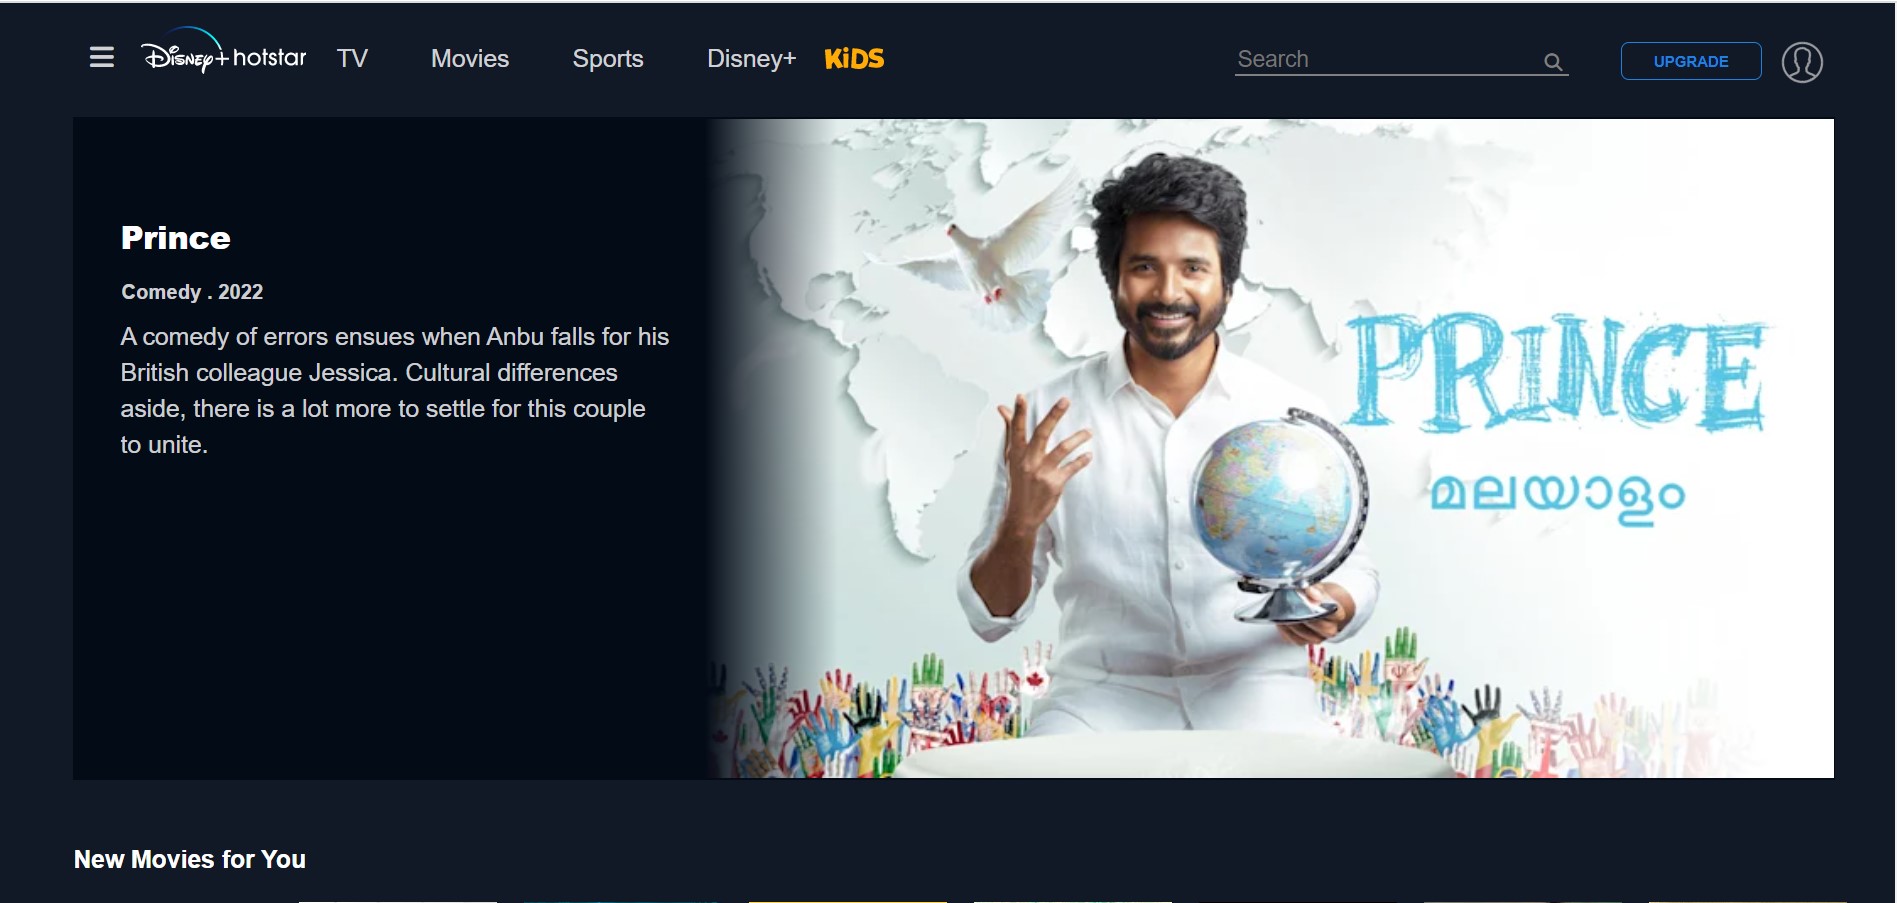 Disney+ hotstar
TV
Movies
Sports
Disney+
KiDS
Search
UPGRADE
Prince
Comedy . 2022
A comedy of errors ensues when Anbu falls for his
British colleague Jessica. Cultural differences
aside, there is a lot more to settle for this couple
to unite.
PRINCE
മലയാളം
New Movies for You